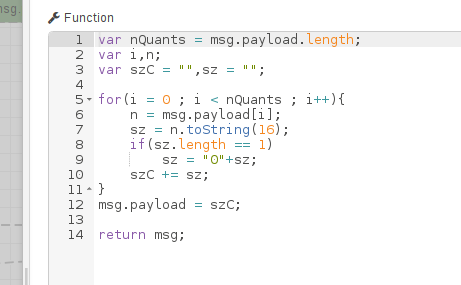 msg.
Function
1 var nQuants = msg.payload.length;
2 var i,n;
3 var szC = "",sz = "";
4
5 for(i = 0 ; i < nQuants ; i++){
6     n = msg.payload[i];
7     sz = n.toString(16);
8     if(sz.length == 1)
9         sz = "0"+sz;
10     szC += sz;
11 }
12 msg.payload = szC;
13
14 return msg;